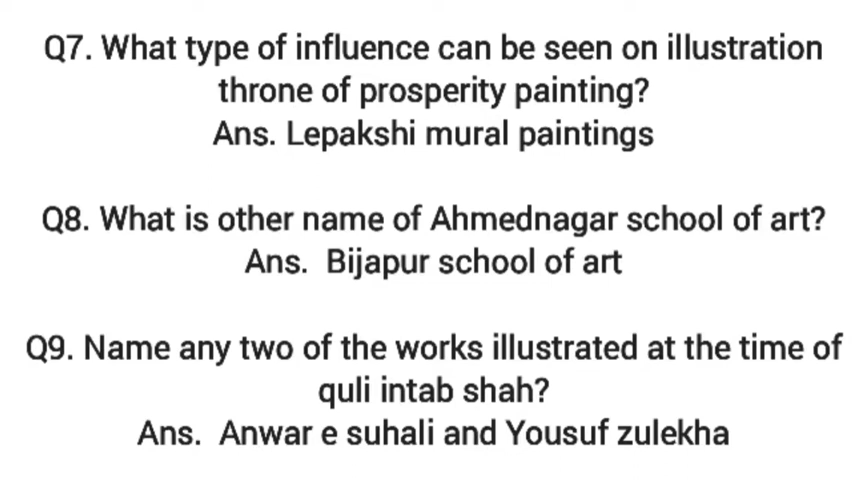 Q7. What type of influence can be seen on illustration
throne of prosperity painting?
Ans. Lepakshi mural paintings
Q8. What is other name of Ahmednagar school of art?
Ans. Bijapur school of art
Q9. Name any two of the works illustrated at the time of
quli intab shah?
Ans. Anwar e suhali and Yousuf zulekha